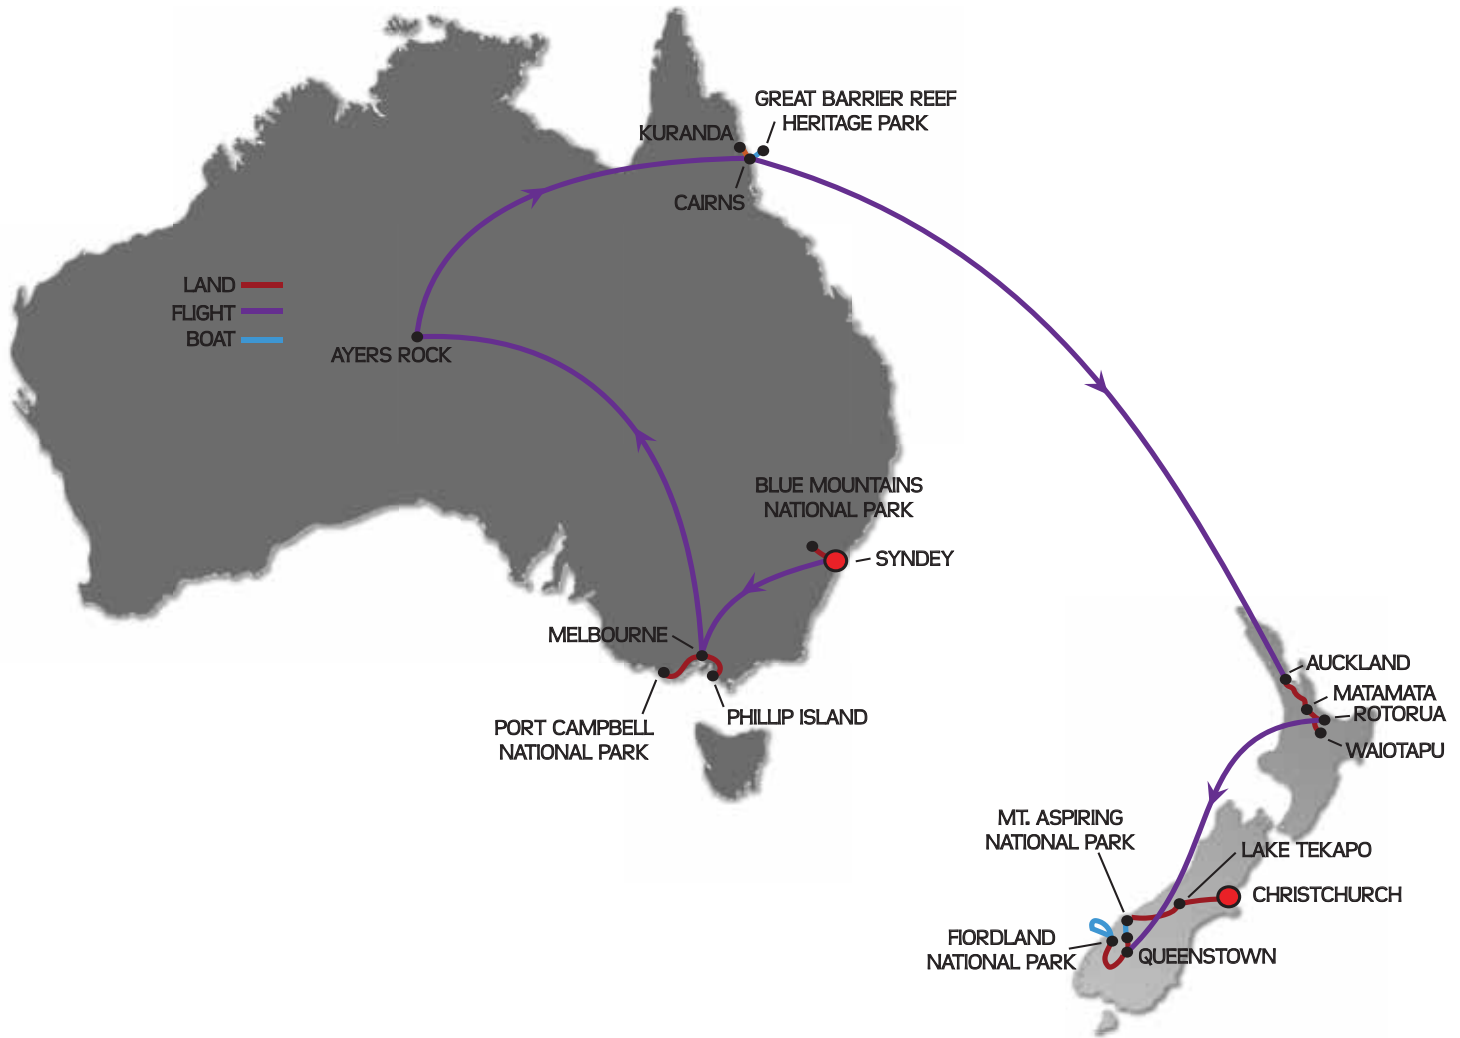 GREAT BARRIER REEF
HERITAGE PARK
KURANDA
CAIRNS
LAND
FLIGHT
BOAT
AYERS ROCK
BLUE MOUNTAINS
NATIONAL PARK
SYNDEY
MELBOURNE
PORT CAMPBELL
NATIONAL PARK
PHILLIP ISLAND
AUCKLAND
MATAMATA
ROTORUA
WAIOTAPU
MT. ASPIRING
NATIONAL PARK
LAKE TEKAPO
CHRISTCHURCH
FIORDLAND
NATIONAL PARK
QUEENSTOWN